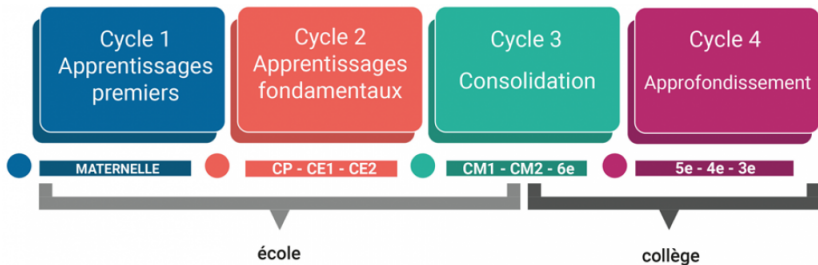 Cycle 1
Apprentissages
premiers
Cycle 2
Apprentissages
fondamentaux
Cycle 3
Consolidation
Cycle 4
Approfondissement
MATERNELLE
CP - CE1 - CE2
CM1 - CM2 - 6e
5e - 4e - 3e
école
collège